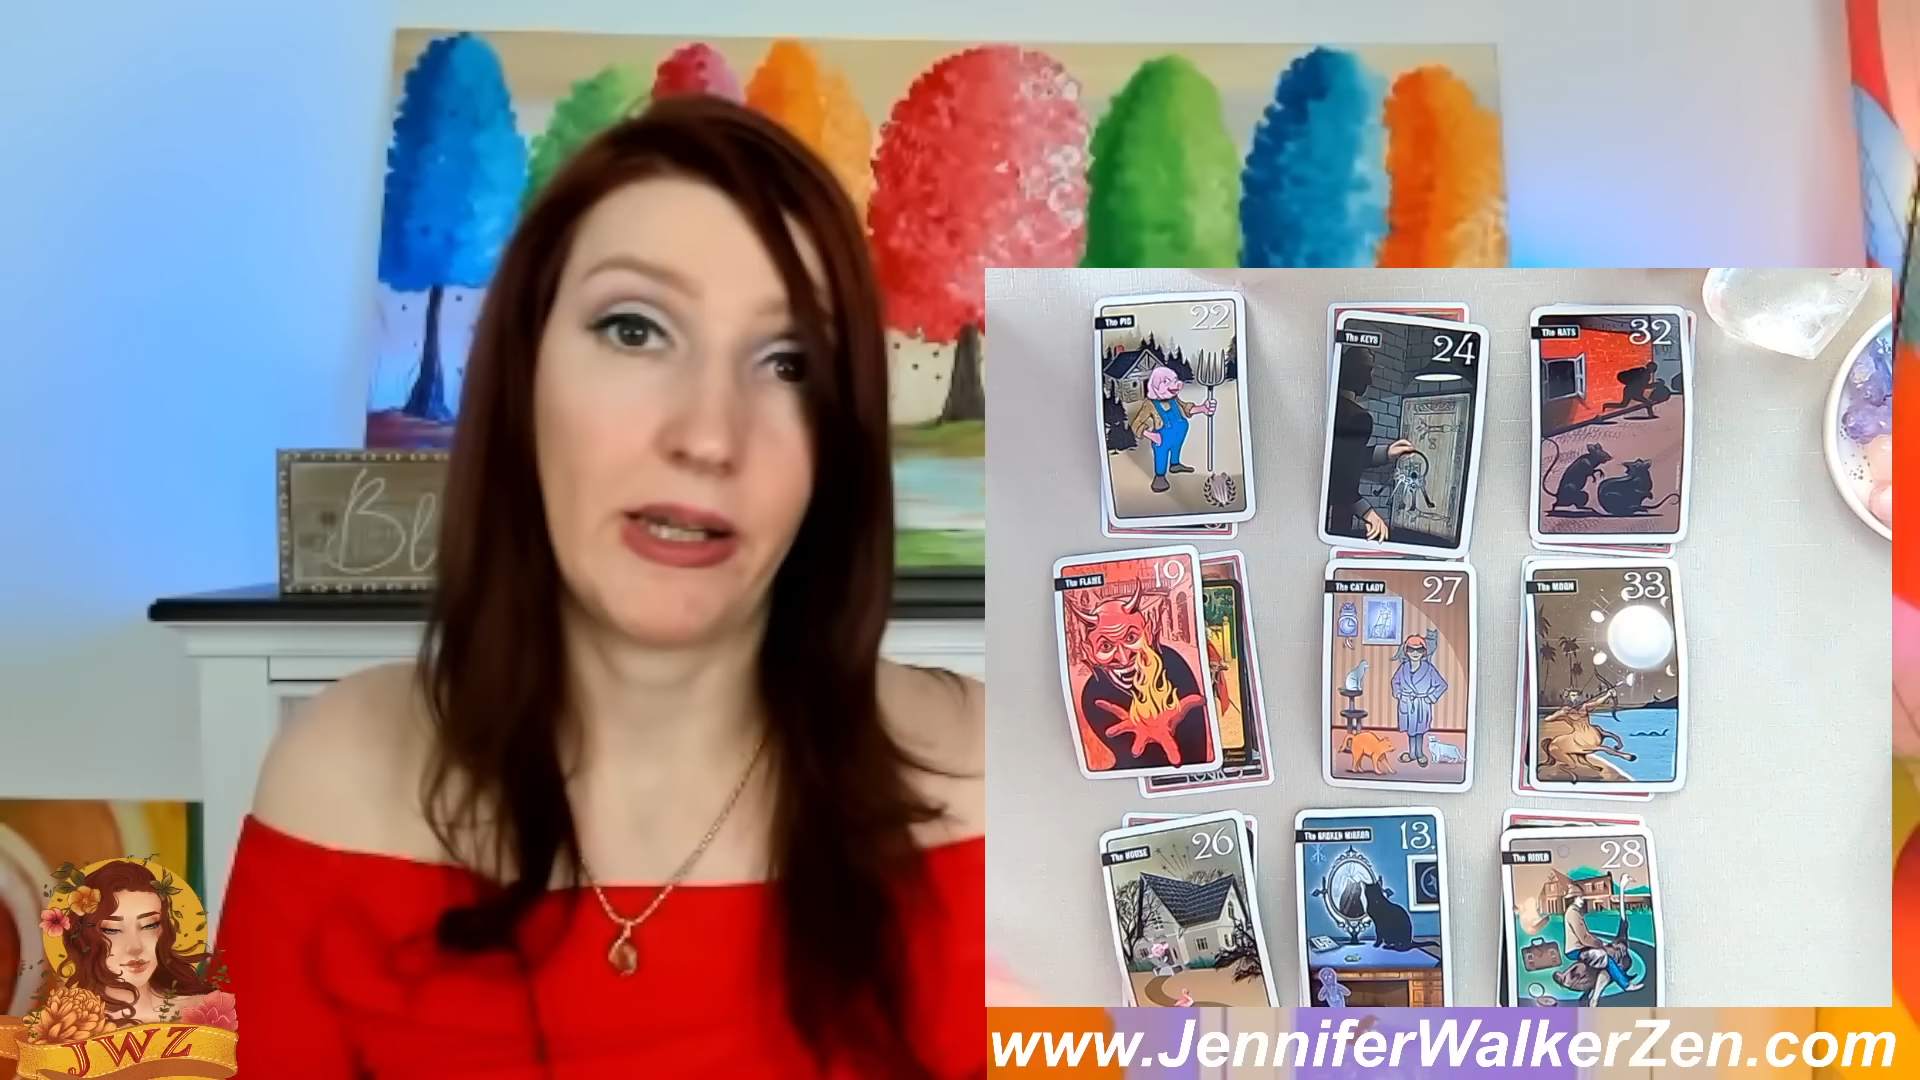 Bl
The PIG 22
The KEYS 24
The RATS 32
The FLAME 19
The CAT LADY 27
The MOON 33
The HOUSE 26
The BROKEN MIRROR 13
The RIDER 28
JWZ
www.JenniferWalkerZen.com